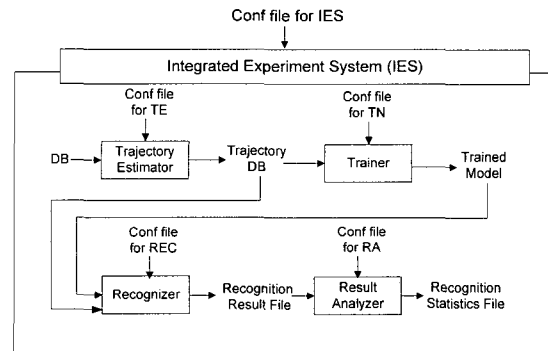 Conf file for IES
Integrated Experiment System (IES)
Conf file
for TE
Conf file
for TN
DB
Trajectory
Estimator
Trajectory
DB
Trainer
Trained
Model
Conf file
for REC
Conf file
for RA
Recognizer
Recognition
Result File
Result
Analyzer
Recognition
Statistics File